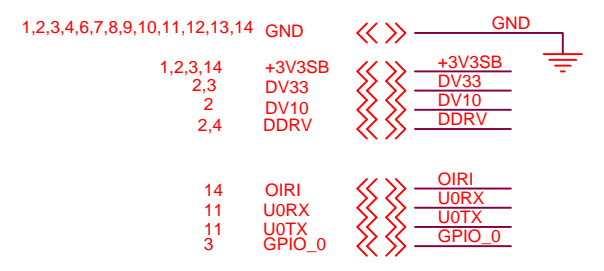 1,2,3,4,6,7,8,9,10,11,12,13,14 GND GND
1,2,3,14 +3V3SB +3V3SB
2,3 DV33 DV33
2 DV10 DV10
2,4 DDRV DDRV
14 OIRI OIRI
11 U0RX U0RX
11 U0TX U0TX
3 GPIO_0 GPIO_0